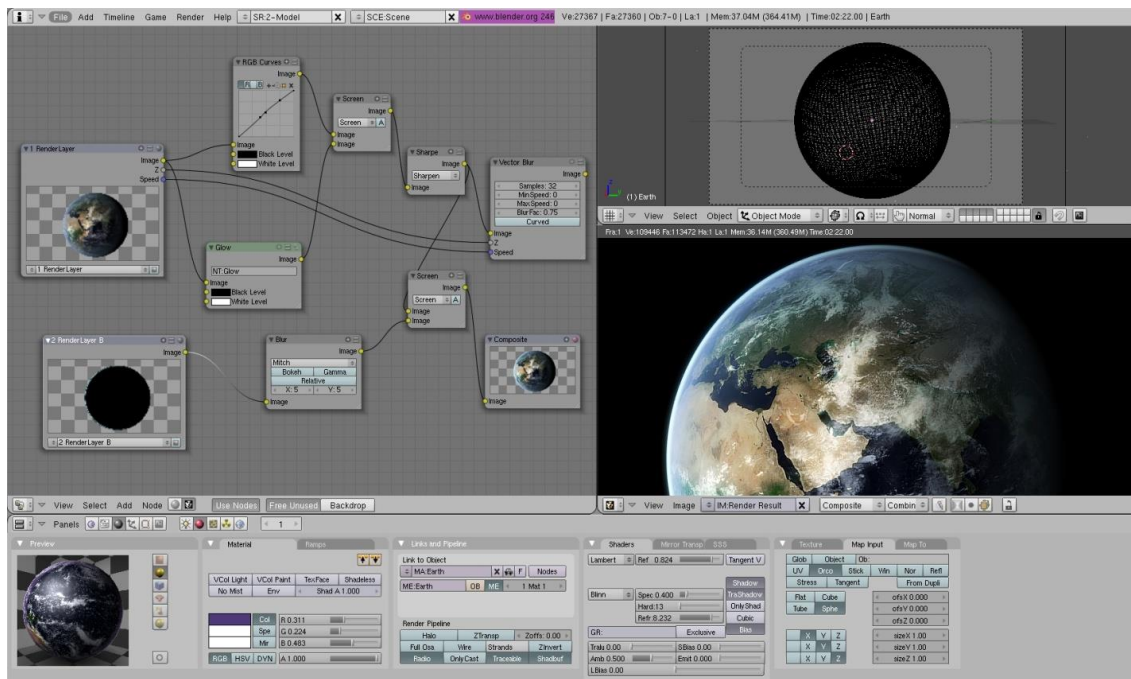 File Add Timeline Game Render Help SR:2-Model X SCE:Scene X www.blender.org 246 Ve:27367 | Fa:27360 | Ob:7-0 | La:1 | Mem:37.04M (364.41M) | Time:02:22.00 | Earth
RGB Curves
Image
Image
Black Level
White Level
Screen
Image
Screen A
Image
Image
1 RenderLayer
Image
Z
Speed
1 RenderLayer
Sharpe
Image
Sharpen
Image
Vector Blur
Image
Samples: 32
MinSpeed: 0
MaxSpeed: 0
BlurFac: 0.75
Curved
Image
Z
Speed
Glow
Image
NT:Glow
Image
Black Level
White Level
Screen
Image
Screen A
Image
Image
2 RenderLayer B
Image
2 RenderLayer B
Blur
Image
Mitch
Bokeh Gamma
Relative
X: 5 Y: 5
Image
Composite
Image
(1) Earth
View Select Object Object Mode Normal
Fra:1 Ve:109446 Fa:113472 Ha:1 La:1 Mem:36.14M (360.49M) Time:02:22.00
View Select Add Node Use Nodes Free Unused Backdrop
View Image IM:Render Result X Composite Combin
Panels 1
Preview
Material Ramps
VCol Light VCol Paint TexFace Shadeless
No Mist Env Shad A 1.000
Col R 0.311
Spe G 0.224
Mir B 0.483
RGB HSV DYN A 1.000
Links and Pipeline
Link to Object
MA:Earth X F Nodes
ME:Earth OB ME 1 Mat 1
Render Pipeline
Halo ZTransp Zoffs: 0.00
Full Osa Wire Strands ZInvert
Radio OnlyCast Traceable Shadbuf
Shaders Mirror Transp SSS
Lambert Ref 0.824 Tangent V
Shadow
Blinn Spec 0.400 TraShadow
Hard:13 OnlyShad
Refr:8.232 Cubic
GR: Exclusive Bias
Tralu 0.00 SBias 0.00
Amb 0.500 Emit 0.000
LBias 0.00
Texture Map Input Map To
Glob Object Ob:
UV Orco Stick Win Nor Refl
Stress Tangent From Dupli
Flat Cube ofsX 0.000
Tube Sphe ofsY 0.000
ofsZ 0.000
X Y Z sizeX 1.00
X Y Z sizeY 1.00
X Y Z sizeZ 1.00